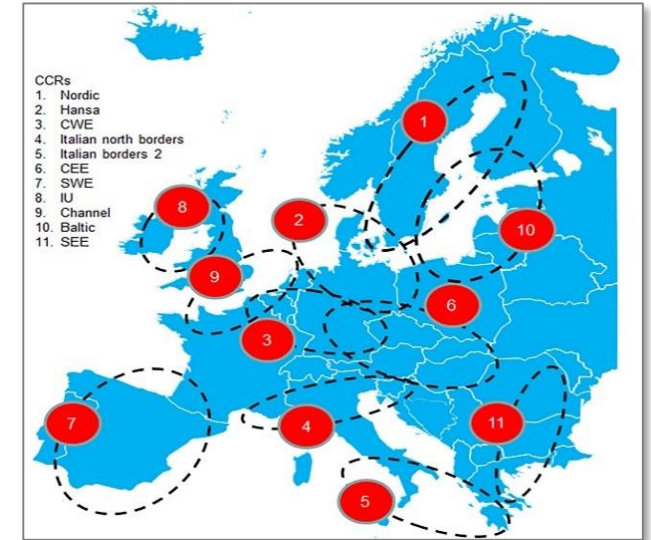 CCRs
1. Nordic
2. Hansa
3. CWE
4. Italian north borders
5. Italian borders 2
6. CEE
7. SWE
8. IU
9. Channel
10. Baltic
11. SEE
1
8
2
10
9
6
3
7
4
11
5